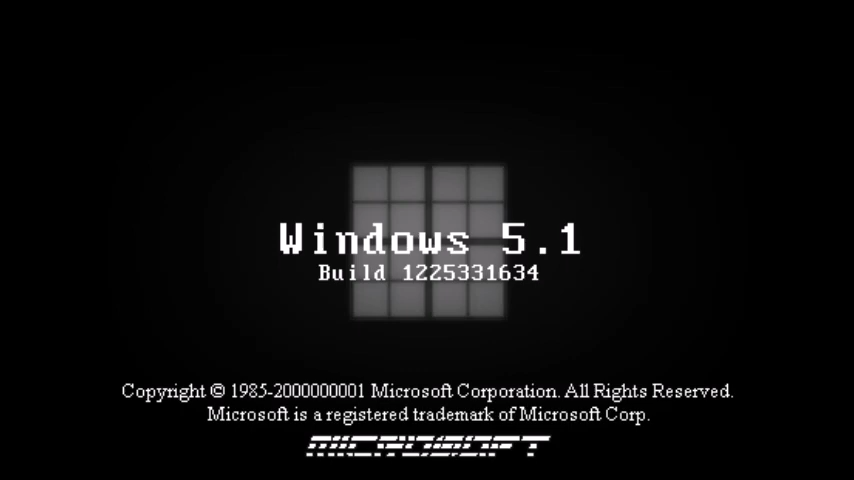 Windows 5.1
Build 1225331634
Copyright © 1985-2000000001 Microsoft Corporation. All Rights Reserved.
Microsoft is a registered trademark of Microsoft Corp.
MICROSOFT